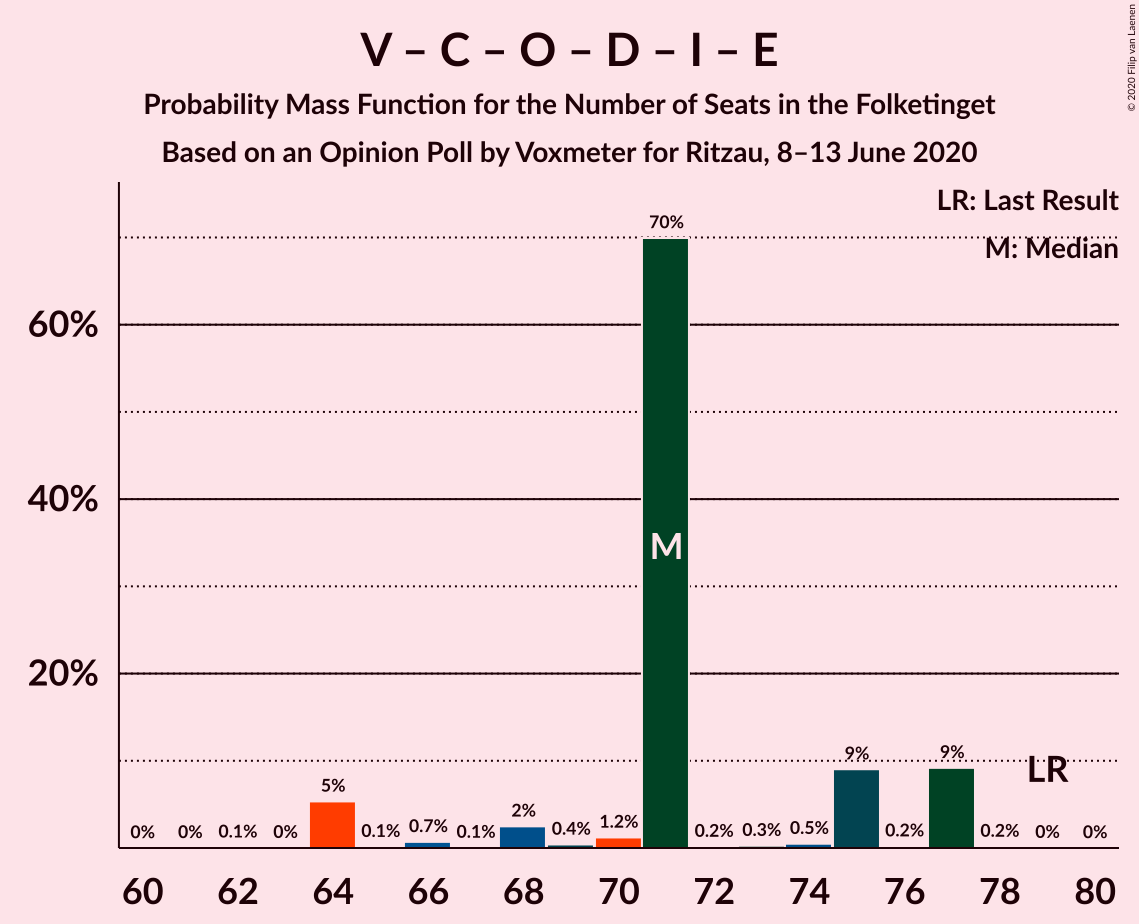 V – C – O – D – I – E
Probability Mass Function for the Number of Seats in the Folketinget
Based on an Opinion Poll by Voxmeter for Ritzau, 8–13 June 2020
© 2020 Filip van Laenen
LR: Last Result
M: Median
60%
40%
20%
0%
0%
0.1%
0%
5%
0.1%
0.7%
0.1%
2%
0.4%
1.2%
70%
M
0.2%
0.3%
0.5%
9%
0.2%
9%
0.2%
LR
0%
0%
60 62 64 66 68 70 72 74 76 78 80